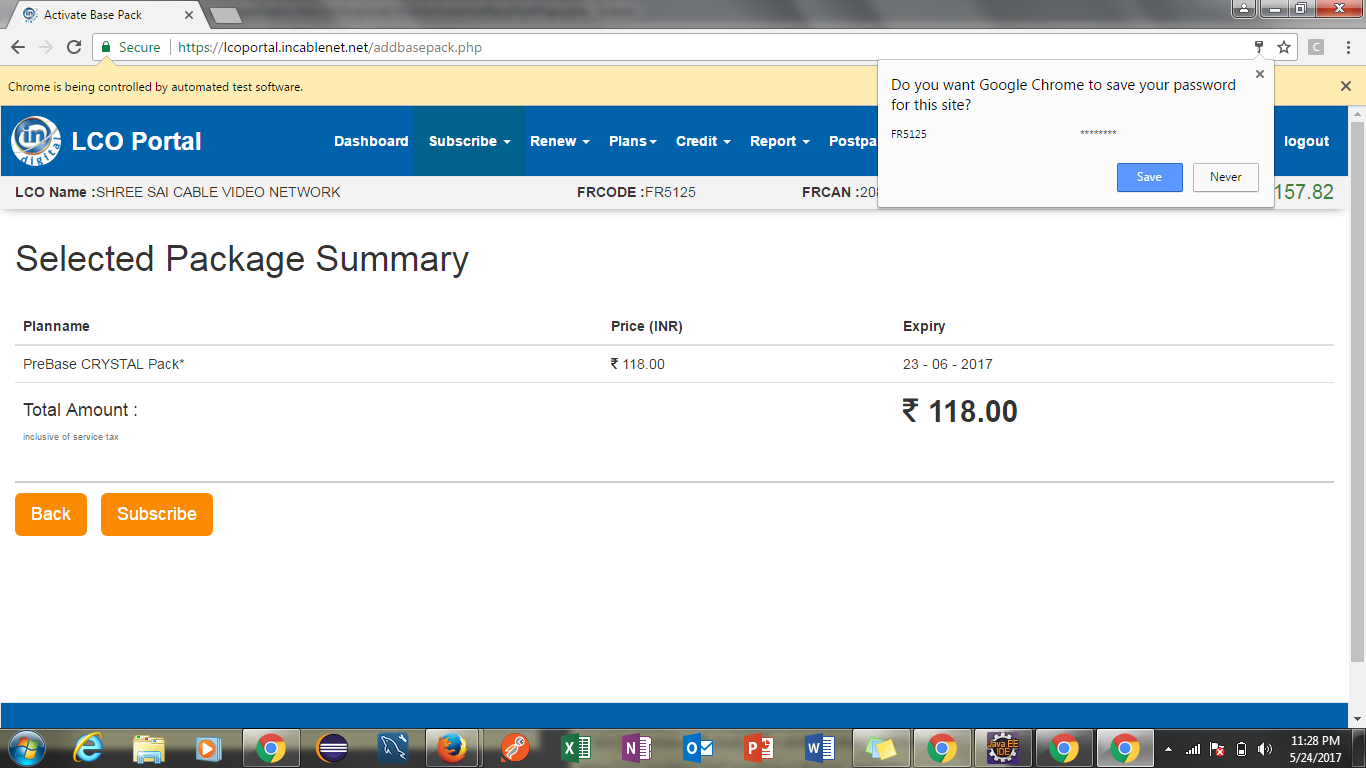 Activate Base Pack
Secure https://lcoportal.incablenet.net/addbasepack.php
Chrome is being controlled by automated test software.
Do you want Google Chrome to save your password
for this site?
FR5125 ********
Save Never
in digital LCO Portal Dashboard Subscribe Renew Plans Credit Report Postpa logout
LCO Name :SHREE SAI CABLE VIDEO NETWORK FRCODE :FR5125 FRCAN :20 157.82
Selected Package Summary
Planname Price (INR) Expiry
PreBase CRYSTAL Pack* ₹ 118.00 23 - 06 - 2017
Total Amount : ₹ 118.00
inclusive of service tax
Back Subscribe
11:28 PM
5/24/2017